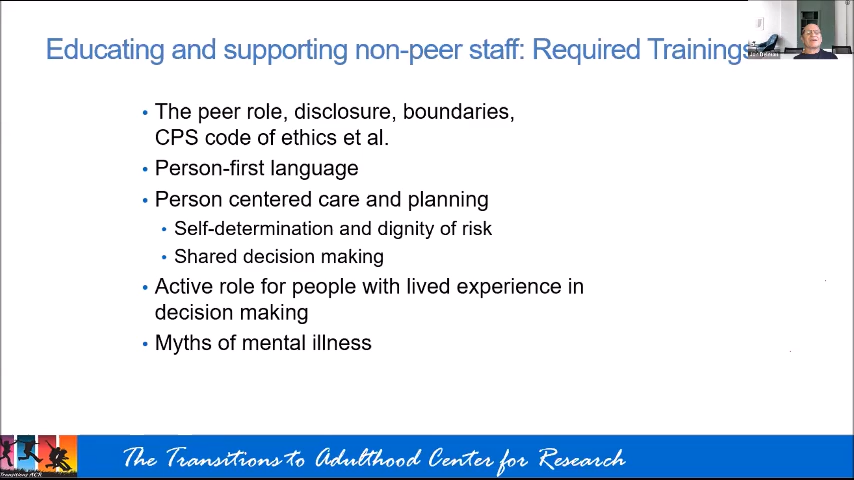 Educating and supporting non-peer staff: Required Trainings
• The peer role, disclosure, boundaries,
CPS code of ethics et al.
• Person-first language
• Person centered care and planning
• Self-determination and dignity of risk
• Shared decision making
• Active role for people with lived experience in
decision making
• Myths of mental illness
The Transitions to Adulthood Center for Research
Transitions ACR